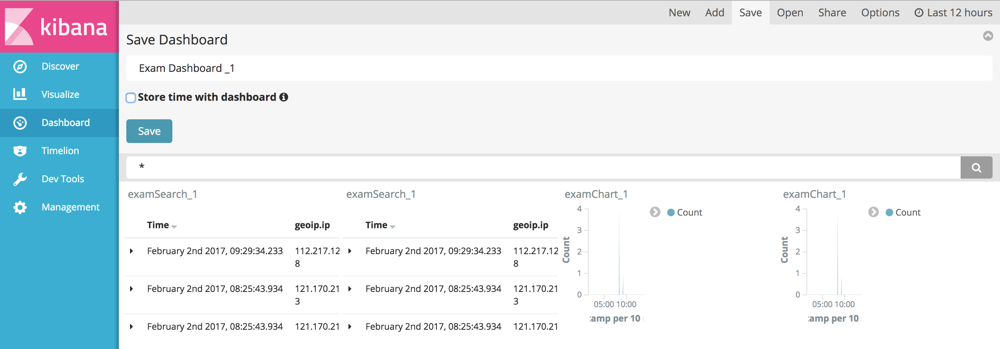 kibana
New Add Save Open Share Options Last 12 hours
Discover
Visualize
Dashboard
Timelion
Dev Tools
Management
Save Dashboard
Exam Dashboard _1
Store time with dashboard
Save
*
examSearch_1
Time geoip.ip
February 2nd 2017, 09:29:34.233 112.217.12
8
February 2nd 2017, 08:25:43.934 121.170.21
3
February 2nd 2017, 08:25:43.934 121.170.21
examSearch_1
Time geoip.ip
February 2nd 2017, 09:29:34.233 112.217.12
8
February 2nd 2017, 08:25:43.934 121.170.21
3
February 2nd 2017, 08:25:43.934 121.170.21
examChart_1
Count
4
3
2
1
0
Count
05:00 10:00
amp per 10
examChart_1
Count
4
3
2
1
0
Count
05:00 10:00
amp per 10